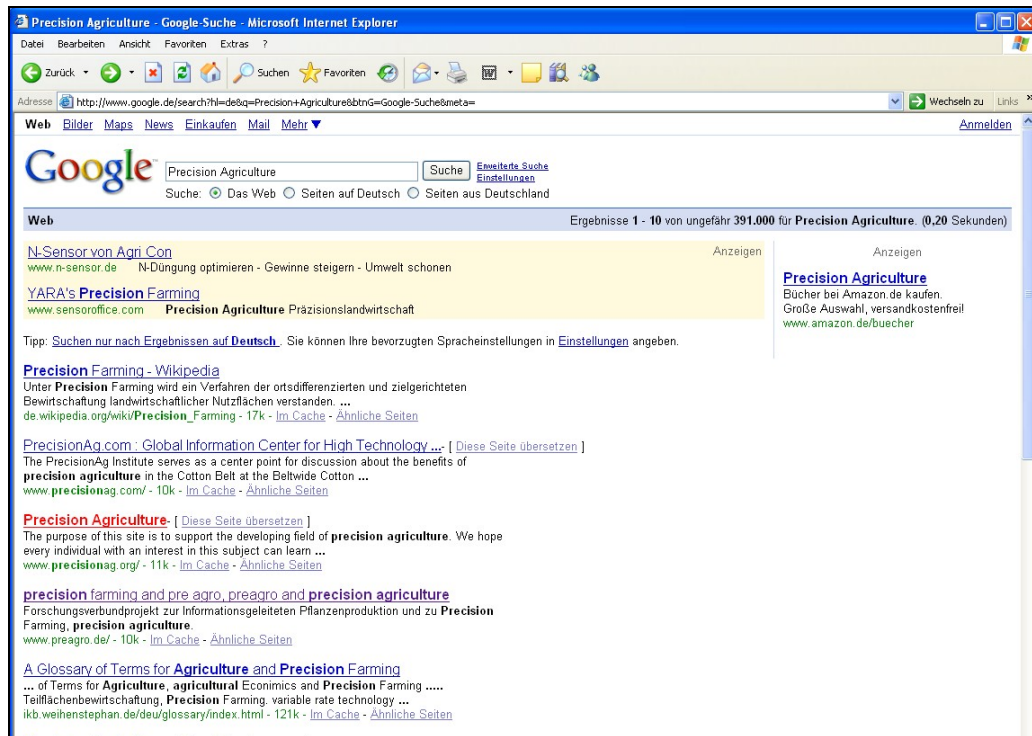 Precision Agriculture - Google-Suche - Microsoft Internet Explorer
Datei Bearbeiten Ansicht Favoriten Extras ?
Zurück Suchen Favoriten
Adresse http://www.google.de/search?hl=de&q=Precision+Agriculture&btnG=Google-Suche&meta= Wechseln zu Links »
Web Bilder Maps News Einkaufen Mail Mehr ▼ Anmelden
Google™ Precision Agriculture Suche Erweiterte Suche
Einstellungen
Suche: Das Web Seiten auf Deutsch Seiten aus Deutschland
Web Ergebnisse 1 - 10 von ungefähr 391.000 für Precision Agriculture. (0,20 Sekunden)
N-Sensor von Agri Con Anzeigen
www.n-sensor.de N-Düngung optimieren - Gewinne steigern - Umwelt schonen
YARA's Precision Farming
www.sensoroffice.com Precision Agriculture Präzisionslandwirtschaft
Anzeigen
Precision Agriculture
Bücher bei Amazon.de kaufen.
Große Auswahl, versandkostenfrei!
www.amazon.de/buecher
Tipp: Suchen nur nach Ergebnissen auf Deutsch . Sie können Ihre bevorzugten Spracheinstellungen in Einstellungen angeben.
Precision Farming - Wikipedia
Unter Precision Farming wird ein Verfahren der ortsdifferenzierten und zielgerichteten
Bewirtschaftung landwirtschaftlicher Nutzflächen verstanden. ...
de.wikipedia.org/wiki/Precision_Farming - 17k - Im Cache - Ähnliche Seiten
PrecisionAg.com : Global Information Center for High Technology ...- [ Diese Seite übersetzen ]
The PrecisionAg Institute serves as a center point for discussion about the benefits of
precision agriculture in the Cotton Belt at the Beltwide Cotton ...
www.precisionag.com/ - 10k - Im Cache - Ähnliche Seiten
Precision Agriculture- [ Diese Seite übersetzen ]
The purpose of this site is to support the developing field of precision agriculture. We hope
every individual with an interest in this subject can learn ...
www.precisionag.org/ - 11k - Im Cache - Ähnliche Seiten
precision farming and pre agro, preagro and precision agriculture
Forschungsverbundprojekt zur Informationsgeleiteten Pflanzenproduktion und zu Precision
Farming, precision agriculture.
www.preagro.de/ - 10k - Im Cache - Ähnliche Seiten
A Glossary of Terms for Agriculture and Precision Farming
... of Terms for Agriculture, agricultural Econimics and Precision Farming .....
Teilflächenbewirtschaftung, Precision Farming. variable rate technology ...
ikb.weihenstephan.de/deu/glossary/index.html - 121k - Im Cache - Ähnliche Seiten